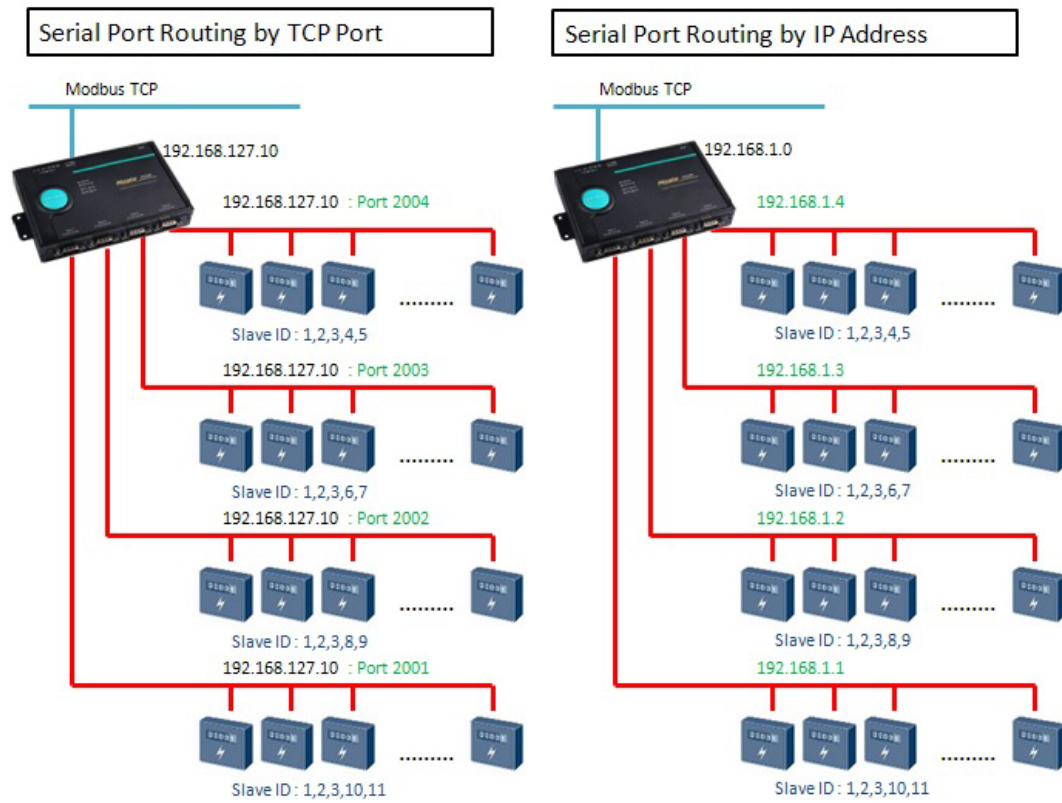 Serial Port Routing by TCP Port
Modbus TCP
192.168.127.10
192.168.127.10 : Port 2004
Slave ID : 1,2,3,4,5
192.168.127.10 : Port 2003
Slave ID : 1,2,3,6,7
192.168.127.10 : Port 2002
Slave ID : 1,2,3,8,9
192.168.127.10 : Port 2001
Slave ID : 1,2,3,10,11
Serial Port Routing by IP Address
Modbus TCP
192.168.1.0
192.168.1.4
Slave ID : 1,2,3,4,5
192.168.1.3
Slave ID : 1,2,3,6,7
192.168.1.2
Slave ID : 1,2,3,8,9
192.168.1.1
Slave ID : 1,2,3,10,11